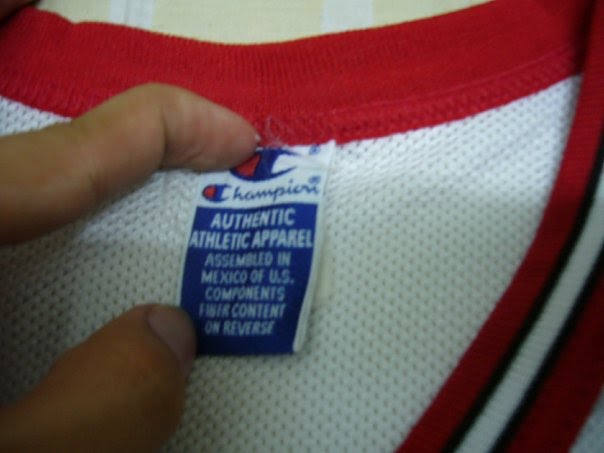 ®
Champion®
AUTHENTIC
ATHLETIC APPAREL
ASSEMBLED IN
MEXICO OF U.S.
COMPONENTS
FIBER CONTENT
ON REVERSE